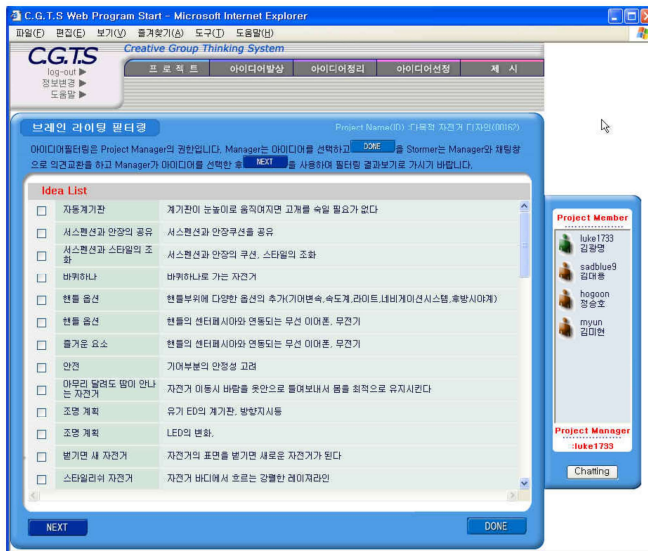 C.G.T.S Web Program Start - Microsoft Internet Explorer
파일(F) 편집(E) 보기(V) 즐겨찾기(A) 도구(T) 도움말(H)
C.G.T.S
Creative Group Thinking System
log-out ▶
정보변경 ▶
도움말 ▶
프로젝트 아이디어발상 아이디어정리 아이디어선정 제 시
브레인 라이팅 필터링
Project Name(ID) :다목적 자전거 디자인(00162)
아이디어필터링은 Project Manager의 권한입니다. Manager는 아이디어를 선택하고 DONE 을 Stormer는 Manager와 채팅창
으로 의견교환을 하고 Manager가 아이디어를 선택한 후 NEXT 을 사용하여 필터링 결과보기로 가시기 바랍니다.
Idea List
자동계기판 계기판이 눈높이로 움직여지면 고개를 숙일 필요가 없다
서스펜션과 안장의 공유 서스펜션과 안장쿠션을 공유
서스펜션과 스타일의 조
화
서스펜션과 안장의 쿠션, 스타일의 조화
바퀴하나 바퀴하나로 가는 자전거
핸들 옵션 핸들부위에 다양한 옵션의 추가(기어변속,속도계,라이트,네비게이션시스템,후방시야계)
핸들 옵션 핸들의 센터페시아와 연동되는 무선 이어폰, 무전기
즐거운 요소 핸들의 센터페시아와 연동되는 무선 이어폰, 무전기
안전 기어부분의 안정성 고려
아무리 달려도 땀이 안나
는 자전거
자전거 이동시 바람을 옷안으로 들여보내서 몸을 최적으로 유지시킨다
조명 계획 유기 ED의 계기판, 방향지시등
조명 계획 LED의 변화,
벋기면 새 자전거 자전거의 표면을 벋기면 새로운 자전거가 된다
스타일리쉬 자전거 자전거 바디에서 흐르는 강렬한 레이져라인
NEXT
DONE
Project Member
luke1733
김광명
sadblue9
김대용
hogoon
정승호
myun
김미현
Project Manager
:luke1733
Chatting